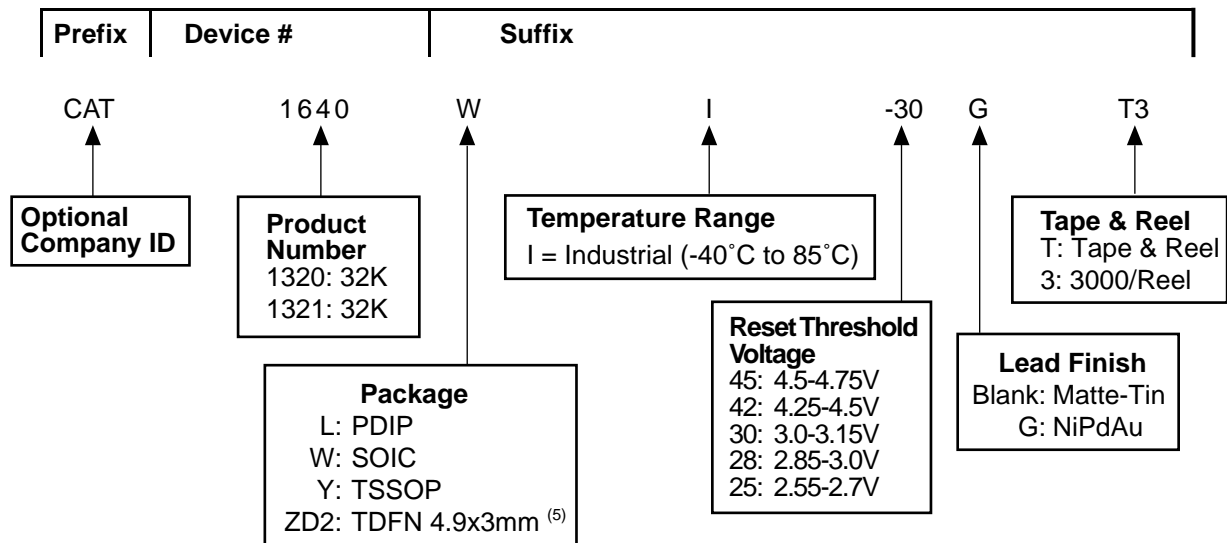 Prefix Device # Suffix
CAT 1640 W I -30 G T3
Optional
Company ID
Product
Number
1320: 32K
1321: 32K
Temperature Range
I = Industrial (-40˚C to 85˚C)
Tape & Reel
T: Tape & Reel
3: 3000/Reel
Package
L: PDIP
W: SOIC
Y: TSSOP
ZD2: TDFN 4.9x3mm (5)
Reset Threshold
Voltage
45: 4.5-4.75V
42: 4.25-4.5V
30: 3.0-3.15V
28: 2.85-3.0V
25: 2.55-2.7V
Lead Finish
Blank: Matte-Tin
G: NiPdAu